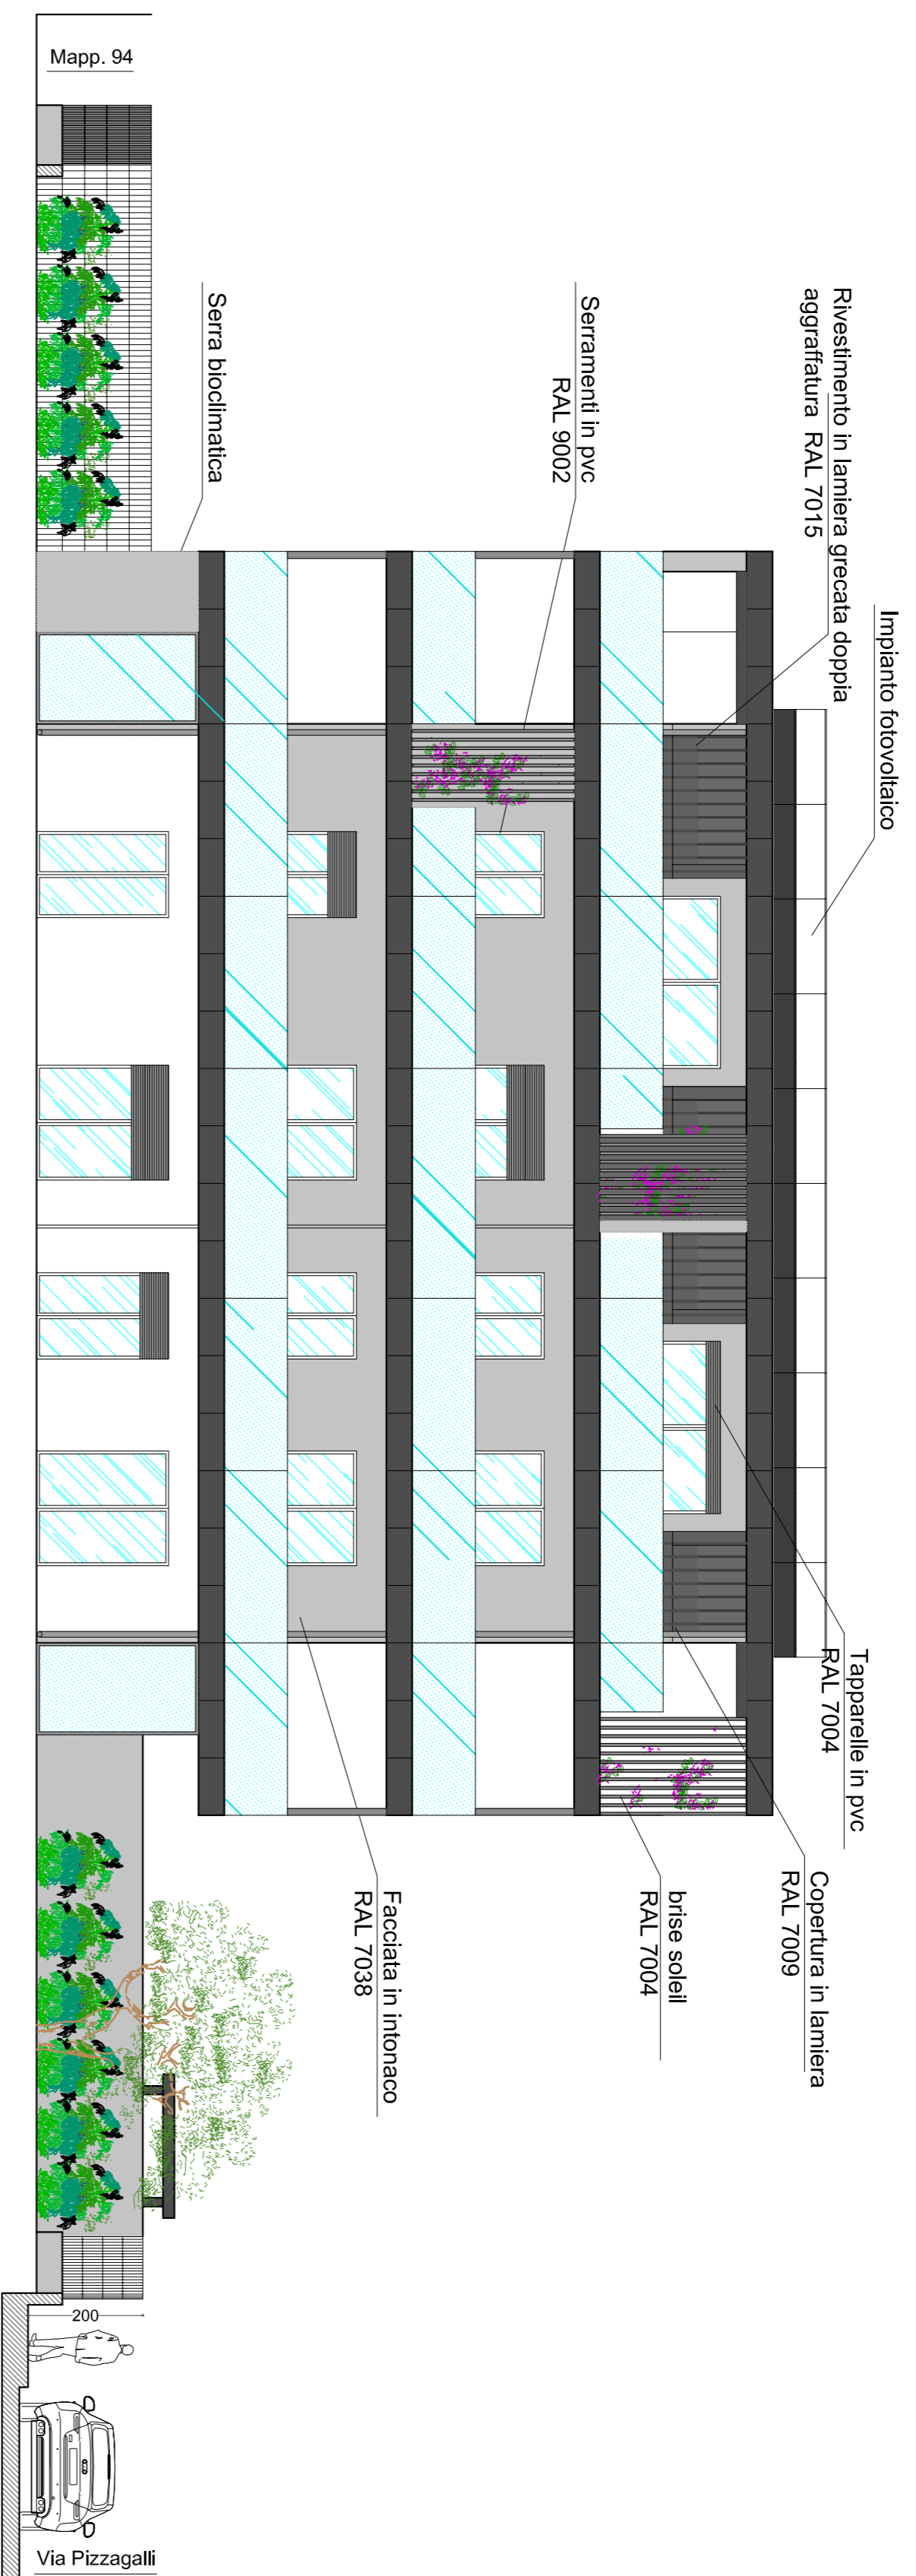 Impianto fotovoltaico
Rivestimento in lamiera grecata doppia
aggraffatura RAL 7015
Tapparelle in pvc
RAL 7004
Copertura in lamiera
RAL 7009
Serramenti in pvc
RAL 9002
brise soleil
RAL 7004
Facciata in intonaco
RAL 7038
Serra bioclimatica
Mapp. 94
200
Via Pizzagalli